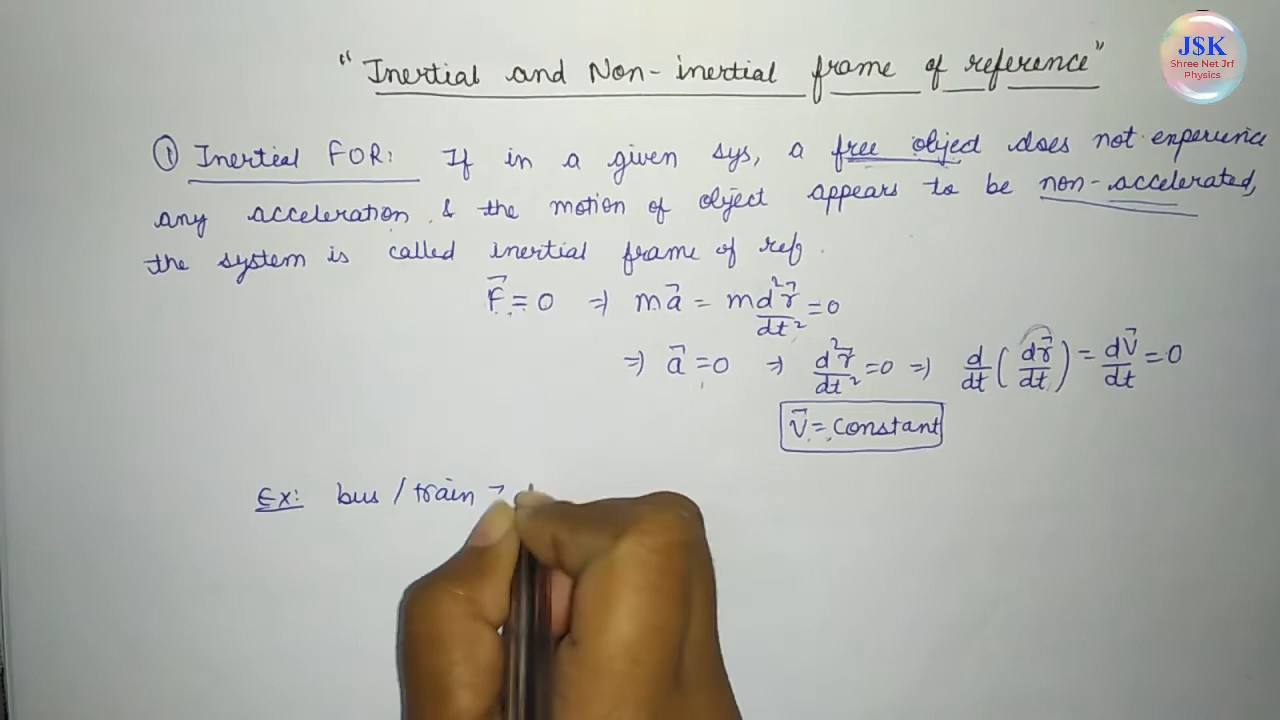 "Inertial and Non-inertial frame of reference"
J$K
Shree Net Jrf
Physics
① Inertial FOR: If in a given sys, a free object does not experience
any acceleration & the motion of object appears to be non-accelerated,
the system is called inertial frame of ref.
F⃗ = 0 ⇒ ma⃗ = m d²r⃗/dt² = 0
⇒ a⃗ = 0 ⇒ d²r⃗/dt² = 0 ⇒ d/dt (dr⃗/dt) = dV⃗/dt = 0
V⃗ = Constant
Ex: bus / train →